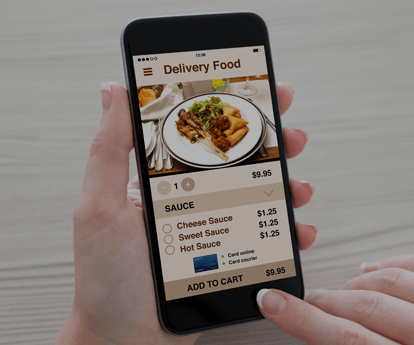 12:30
Delivery Food
- 1 + $9.95
SAUCE
Cheese Sauce $1.25
Sweet Sauce $1.25
Hot Sauce $1.25
Card online
Card courier
ADD TO CART $9.95